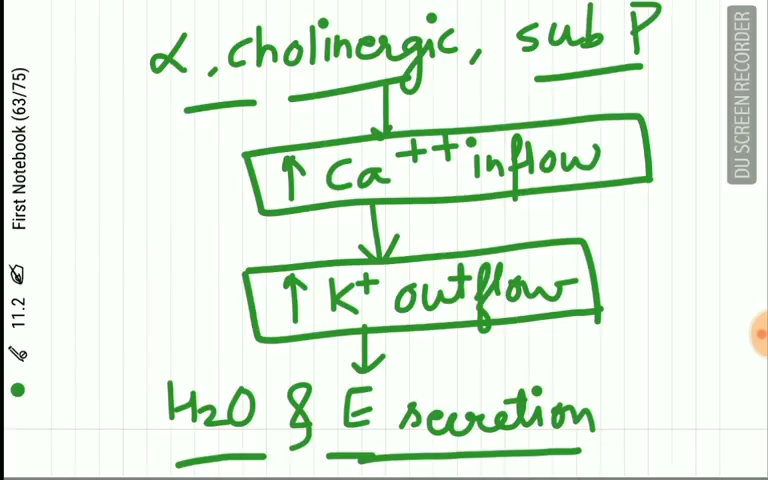 α, cholinergic, sub P
↑ Ca++ inflow
↑ K+ outflow
H2O & E secretion
First Notebook (63/75)
11.2
DU SCREEN RECORDER